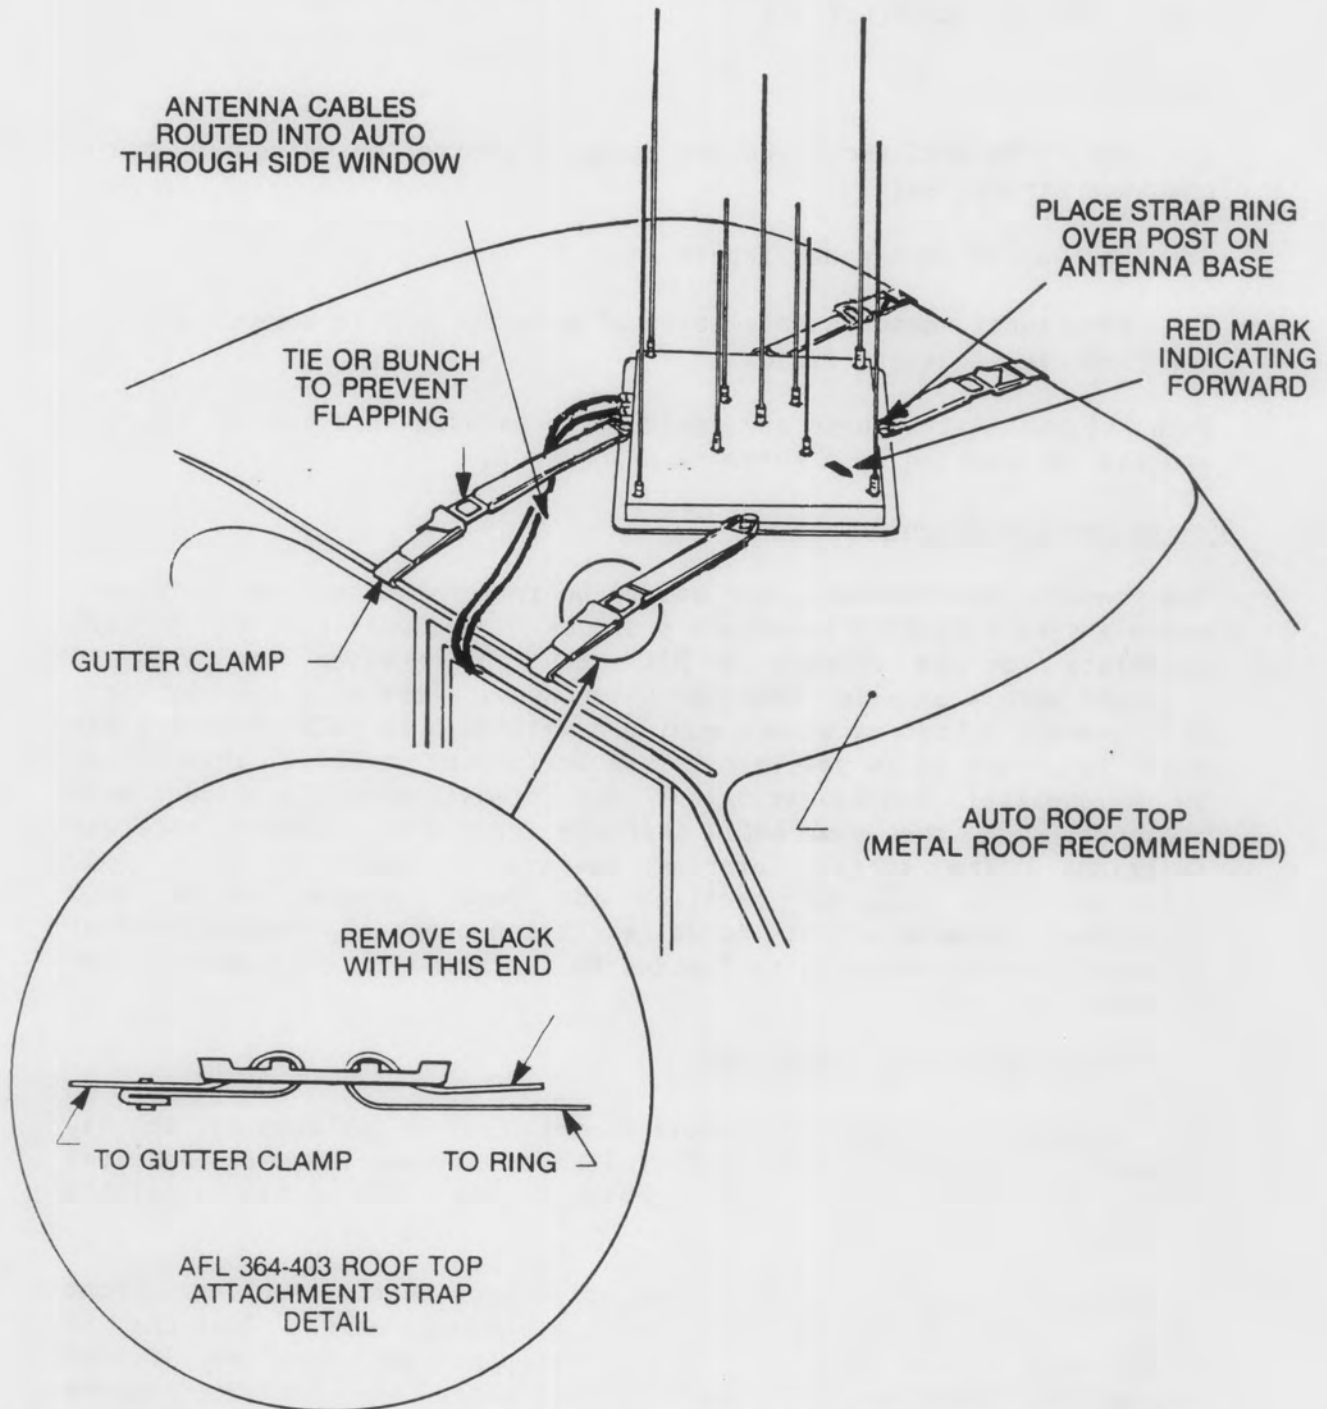 ANTENNA CABLES
ROUTED INTO AUTO
THROUGH SIDE WINDOW
PLACE STRAP RING
OVER POST ON
ANTENNA BASE
RED MARK
INDICATING
FORWARD
TIE OR BUNCH
TO PREVENT
FLAPPING
GUTTER CLAMP
AUTO ROOF TOP
(METAL ROOF RECOMMENDED)
REMOVE SLACK
WITH THIS END
TO GUTTER CLAMP
TO RING
AFL 364-403 ROOF TOP
ATTACHMENT STRAP
DETAIL